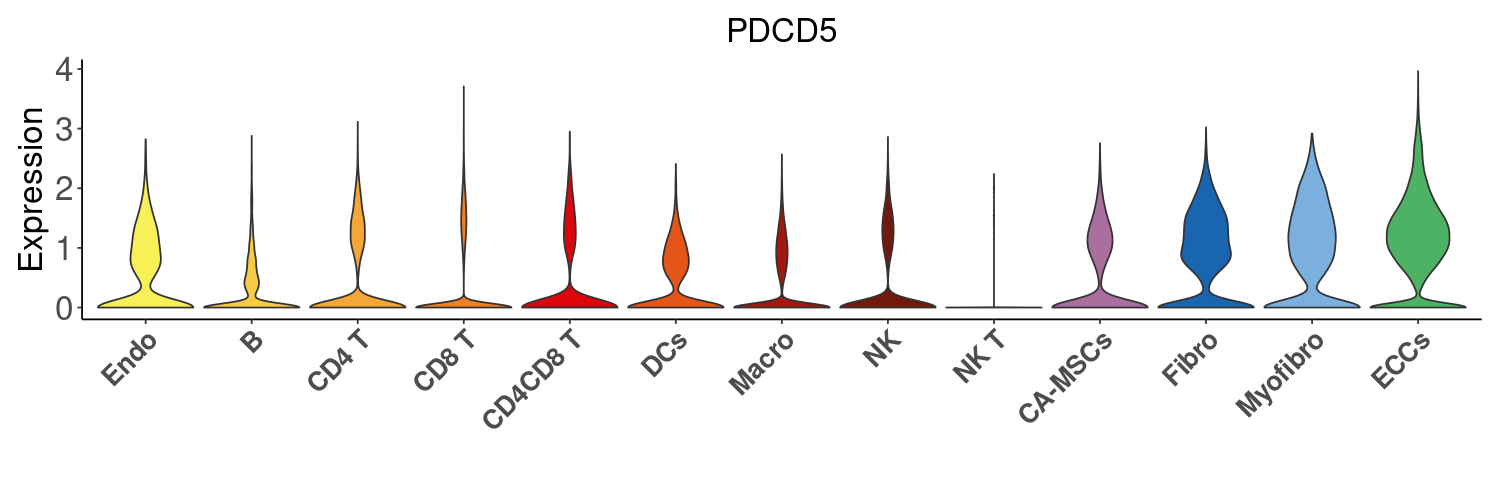 PDCD5
Expression
4
3
2
1
0
Endo
B
CD4 T
CD8 T
CD4CD8 T
DCs
Macro
NK
NK T
CA-MSCs
Fibro
Myofibro
ECCs